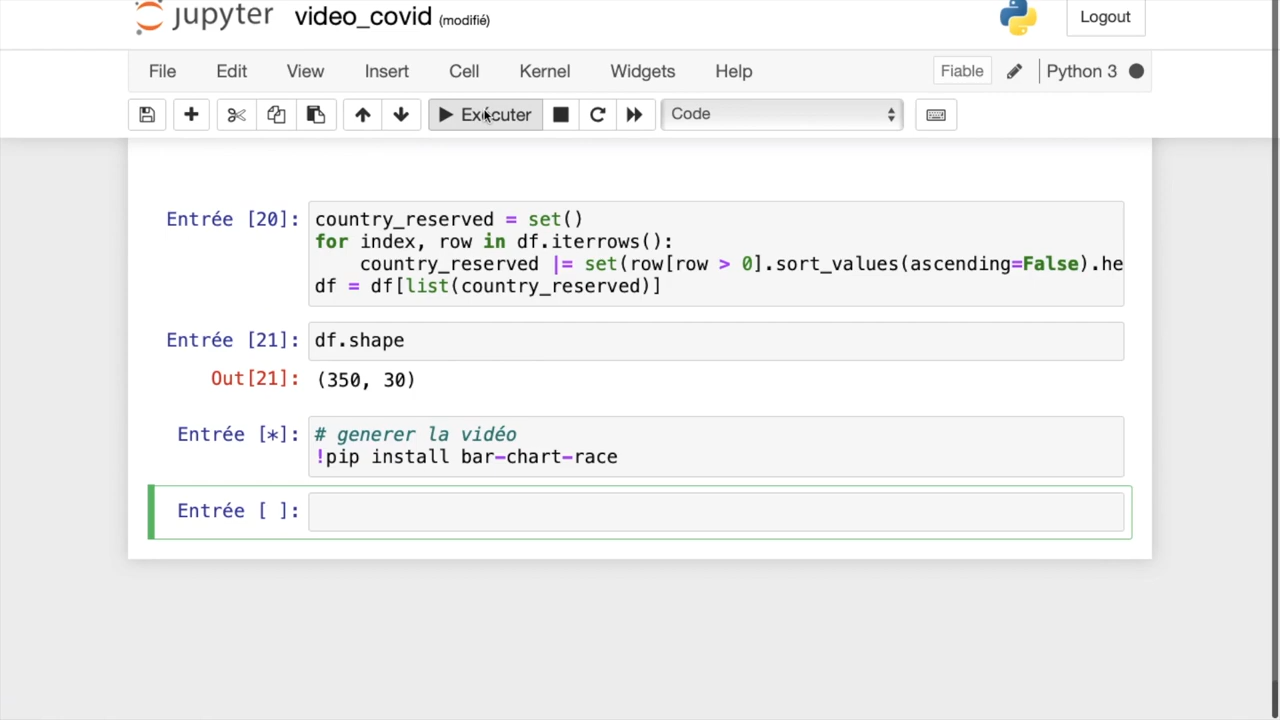 jupyter video_covid (modifié) Logout
File Edit View Insert Cell Kernel Widgets Help Fiable Python 3
Exécuter Code
Entrée [20]: country_reserved = set()
for index, row in df.iterrows():
country_reserved |= set(row[row > 0].sort_values(ascending=False).he
df = df[list(country_reserved)]
Entrée [21]: df.shape
Out[21]: (350, 30)
Entrée [*]: # generer la vidéo
!pip install bar-chart-race
Entrée [ ]: